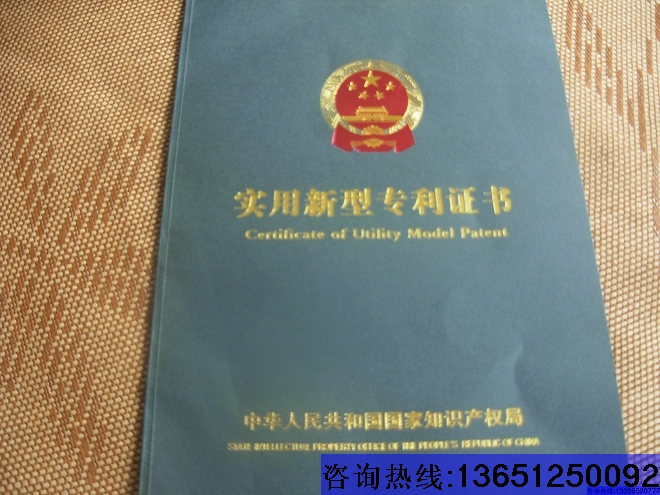 实用新型专利证书
Certificate of Utility Model Patent
中华人民共和国国家知识产权局
STATE INTELLECTUAL PROPERTY OFFICE OF THE PEOPLE'S REPUBLIC OF CHINA
咨询热线:13651250092